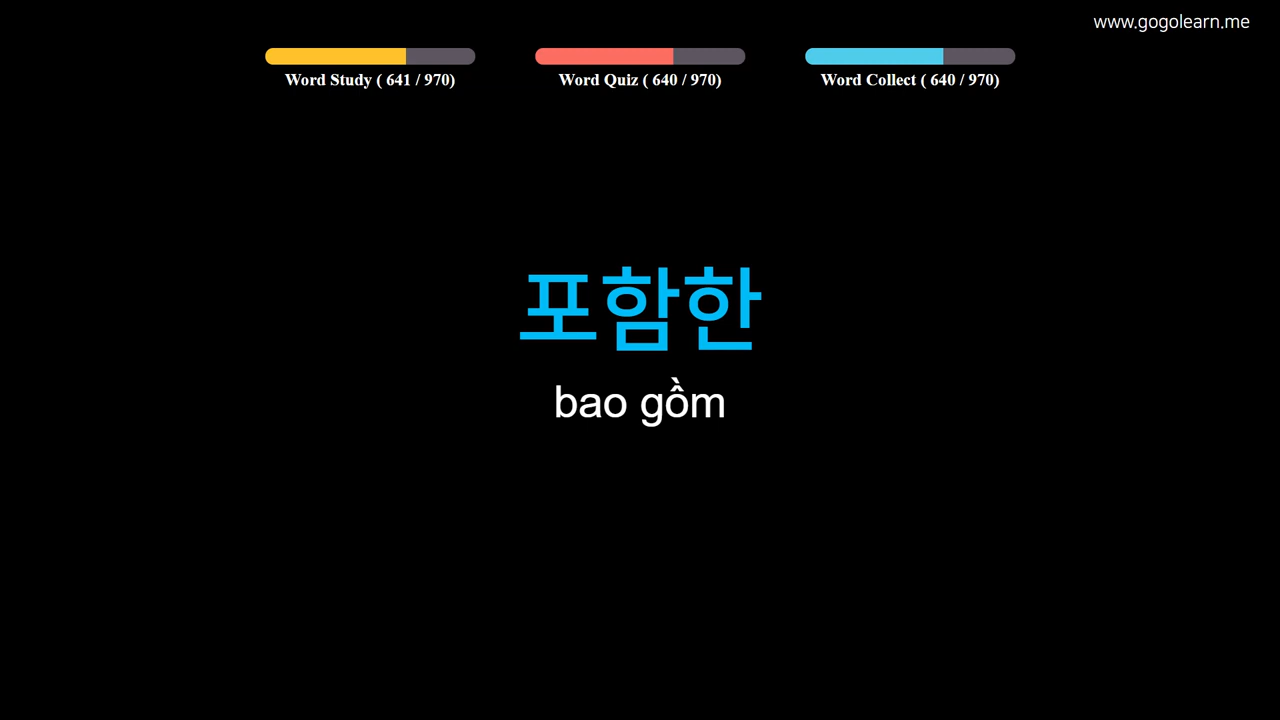 www.gogolearn.me
Word Study ( 641 / 970)
Word Quiz ( 640 / 970)
Word Collect ( 640 / 970)
포함한
bao gồm